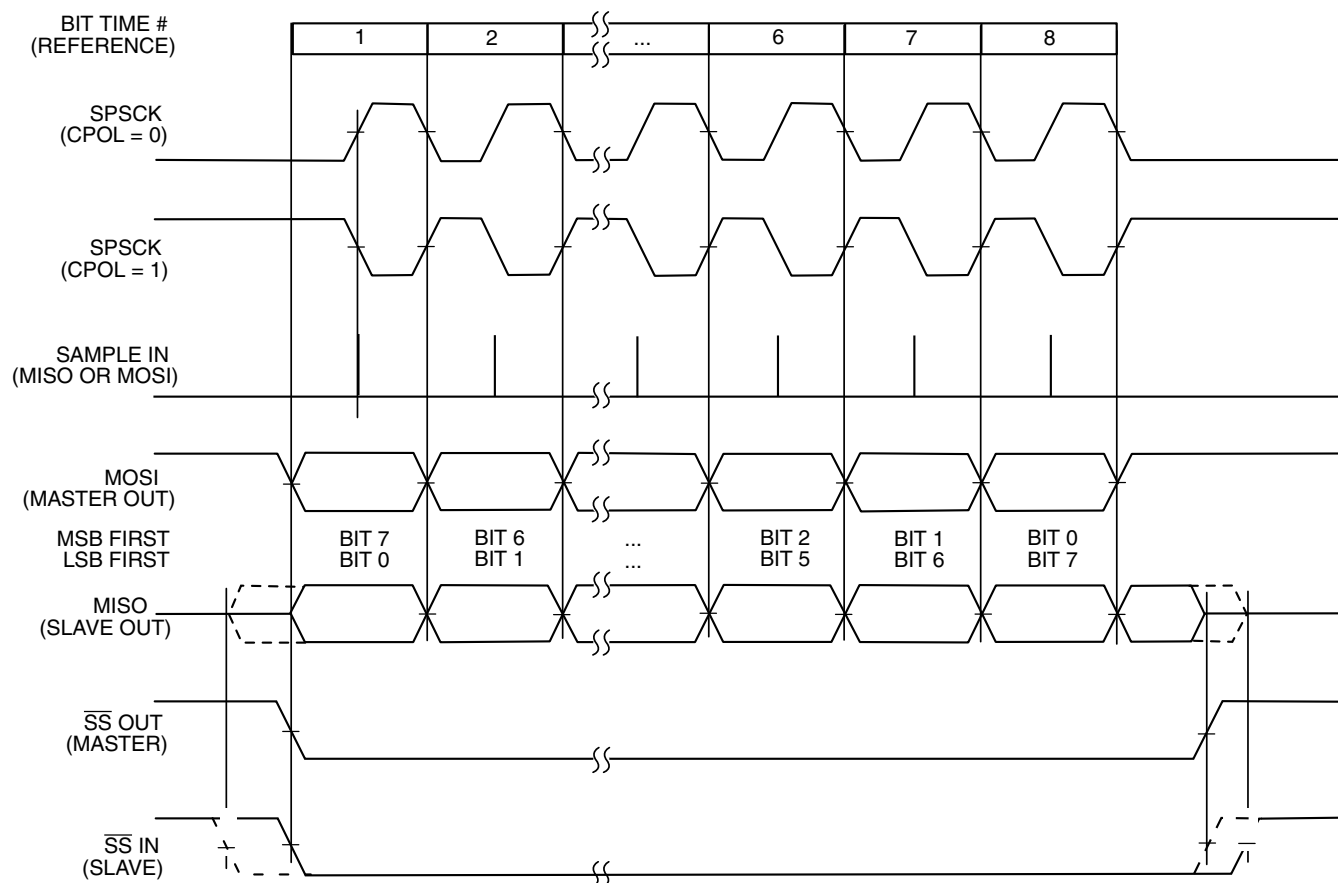 BIT TIME #
(REFERENCE)
1 2 ... 6 7 8
SPSCK
(CPOL = 0)
SPSCK
(CPOL = 1)
SAMPLE IN
(MISO OR MOSI)
MOSI
(MASTER OUT)
MSB FIRST BIT 7 BIT 6 ... BIT 2 BIT 1 BIT 0
LSB FIRST BIT 0 BIT 1 ... BIT 5 BIT 6 BIT 7
MISO
(SLAVE OUT)
S̅S̅ OUT
(MASTER)
S̅S̅ IN
(SLAVE)